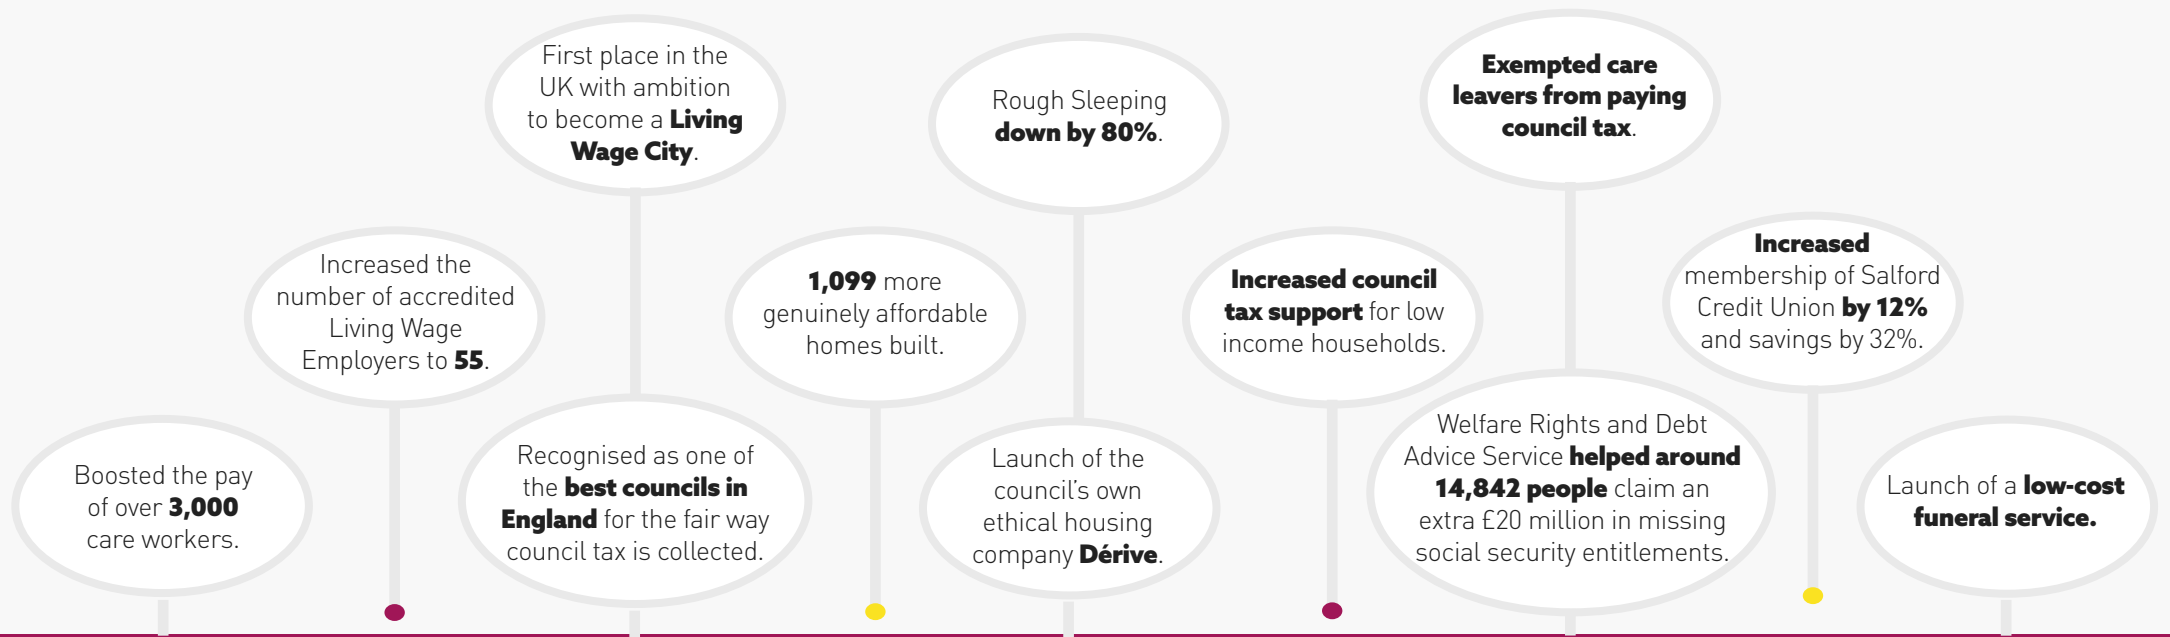 Boosted the pay
of over 3,000
care workers.
Increased the
number of accredited
Living Wage
Employers to 55.
First place in the
UK with ambition
to become a Living
Wage City.
Recognised as one of
the best councils in
England for the fair way
council tax is collected.
1,099 more
genuinely affordable
homes built.
Rough Sleeping
down by 80%.
Launch of the
council’s own
ethical housing
company Dérive.
Increased council
tax support for low
income households.
Exempted care
leavers from paying
council tax.
Welfare Rights and Debt
Advice Service helped around
14,842 people claim an
extra £20 million in missing
social security entitlements.
Increased
membership of Salford
Credit Union by 12%
and savings by 32%.
Launch of a low-cost
funeral service.